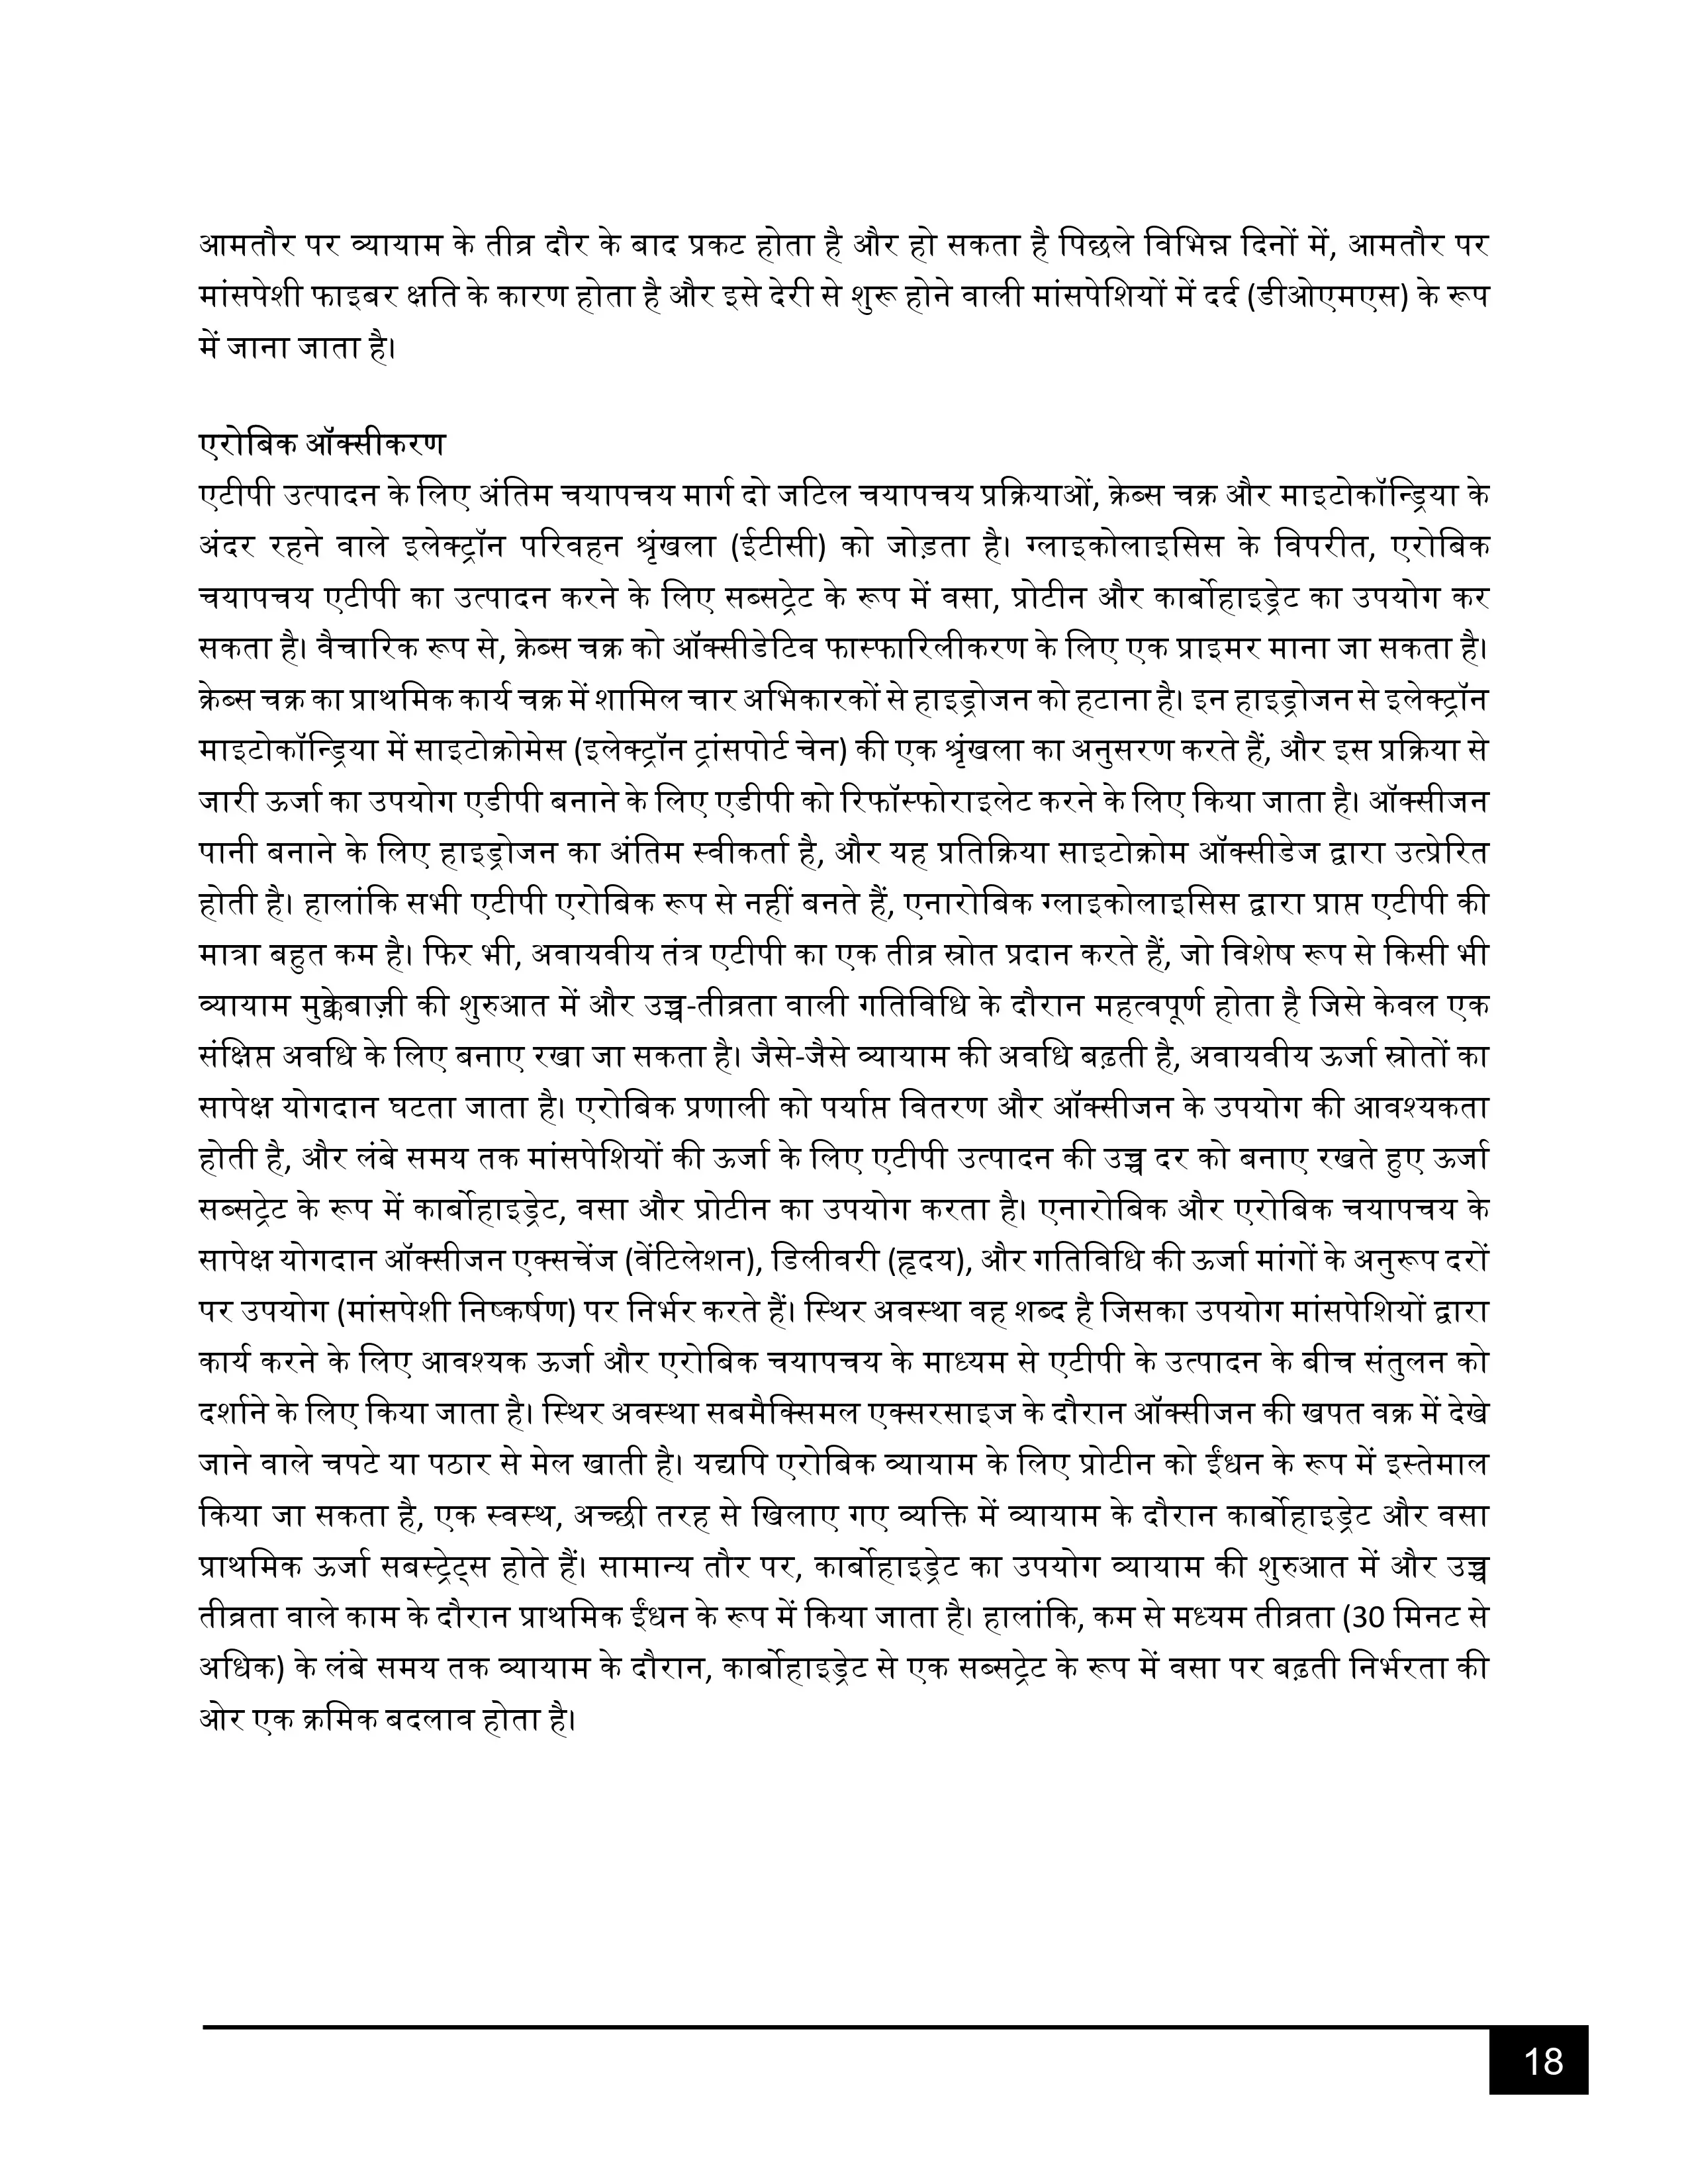 आमतौर पर व्यायाम के तीव्र दौर के बाद प्रकट होता है और हो सकता है पिछले विभिन्न दिनों में, आमतौर पर
मांसपेशी फाइबर क्षति के कारण होता है और इसे देरी से शुरू होने वाली मांसपेशियों में दर्द (डीओएमएस) के रूप
में जाना जाता है।
एरोबिक ऑक्सीकरण
एटीपी उत्पादन के लिए अंतिम चयापचय मार्ग दो जटिल चयापचय प्रक्रियाओं, क्रेब्स चक्र और माइटोकॉन्ड्रिया के
अंदर रहने वाले इलेक्ट्रॉन परिवहन श्रृंखला (ईटीसी) को जोड़ता है। ग्लाइकोलाइसिस के विपरीत, एरोबिक
चयापचय एटीपी का उत्पादन करने के लिए सब्सट्रेट के रूप में वसा, प्रोटीन और कार्बोहाइड्रेट का उपयोग कर
सकता है। वैचारिक रूप से, क्रेब्स चक्र को ऑक्सीडेटिव फास्फारिलीकरण के लिए एक प्राइमर माना जा सकता है।
क्रेब्स चक्र का प्राथमिक कार्य चक्र में शामिल चार अभिकारकों से हाइड्रोजन को हटाना है। इन हाइड्रोजन से इलेक्ट्रॉन
माइटोकॉन्ड्रिया में साइटोक्रोमेस (इलेक्ट्रॉन ट्रांसपोर्ट चेन) की एक श्रृंखला का अनुसरण करते हैं, और इस प्रक्रिया से
जारी ऊर्जा का उपयोग एडीपी बनाने के लिए एडीपी को रिफॉस्फोराइलेट करने के लिए किया जाता है। ऑक्सीजन
पानी बनाने के लिए हाइड्रोजन का अंतिम स्वीकर्ता है, और यह प्रतिक्रिया साइटोक्रोम ऑक्सीडेज द्वारा उत्प्रेरित
होती है। हालांकि सभी एटीपी एरोबिक रूप से नहीं बनते हैं, एनारोबिक ग्लाइकोलाइसिस द्वारा प्राप्त एटीपी की
मात्रा बहुत कम है। फिर भी, अवायवीय तंत्र एटीपी का एक तीव्र स्रोत प्रदान करते हैं, जो विशेष रूप से किसी भी
व्यायाम मुक्केबाज़ी की शुरुआत में और उच्च-तीव्रता वाली गतिविधि के दौरान महत्वपूर्ण होता है जिसे केवल एक
संक्षिप्त अवधि के लिए बनाए रखा जा सकता है। जैसे-जैसे व्यायाम की अवधि बढ़ती है, अवायवीय ऊर्जा स्रोतों का
सापेक्ष योगदान घटता जाता है। एरोबिक प्रणाली को पर्याप्त वितरण और ऑक्सीजन के उपयोग की आवश्यकता
होती है, और लंबे समय तक मांसपेशियों की ऊर्जा के लिए एटीपी उत्पादन की उच्च दर को बनाए रखते हुए ऊर्जा
सब्सट्रेट के रूप में कार्बोहाइड्रेट, वसा और प्रोटीन का उपयोग करता है। एनारोबिक और एरोबिक चयापचय के
सापेक्ष योगदान ऑक्सीजन एक्सचेंज (वेंटिलेशन), डिलीवरी (हृदय), और गतिविधि की ऊर्जा मांगों के अनुरूप दरों
पर उपयोग (मांसपेशी निष्कर्षण) पर निर्भर करते हैं। स्थिर अवस्था वह शब्द है जिसका उपयोग मांसपेशियों द्वारा
कार्य करने के लिए आवश्यक ऊर्जा और एरोबिक चयापचय के माध्यम से एटीपी के उत्पादन के बीच संतुलन को
दर्शाने के लिए किया जाता है। स्थिर अवस्था सबमैक्सिमल एक्सरसाइज के दौरान ऑक्सीजन की खपत वक्र में देखे
जाने वाले चपटे या पठार से मेल खाती है। यद्यपि एरोबिक व्यायाम के लिए प्रोटीन को ईंधन के रूप में इस्तेमाल
किया जा सकता है, एक स्वस्थ, अच्छी तरह से खिलाए गए व्यक्ति में व्यायाम के दौरान कार्बोहाइड्रेट और वसा
प्राथमिक ऊर्जा सबस्ट्रेट्स होते हैं। सामान्य तौर पर, कार्बोहाइड्रेट का उपयोग व्यायाम की शुरुआत में और उच्च
तीव्रता वाले काम के दौरान प्राथमिक ईंधन के रूप में किया जाता है। हालांकि, कम से मध्यम तीव्रता (30 मिनट से
अधिक) के लंबे समय तक व्यायाम के दौरान, कार्बोहाइड्रेट से एक सब्सट्रेट के रूप में वसा पर बढ़ती निर्भरता की
ओर एक क्रमिक बदलाव होता है।
18